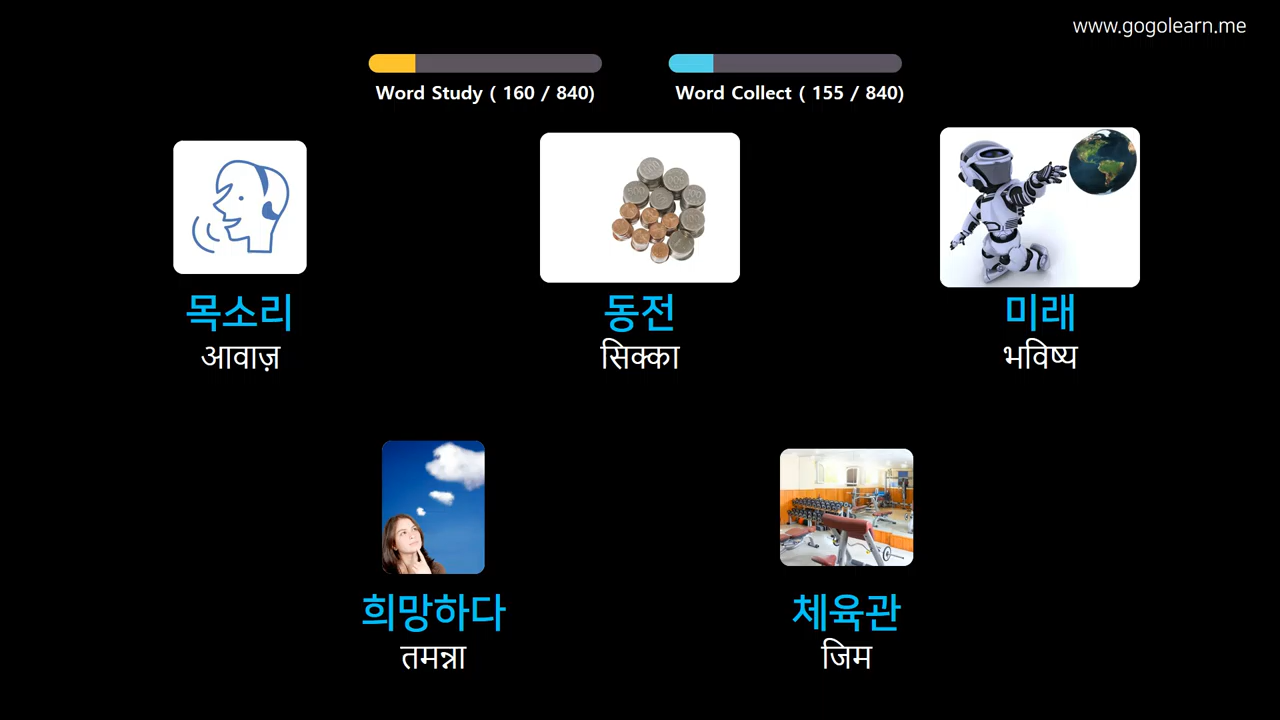 www.gogolearn.me
Word Study ( 160 / 840)
Word Collect ( 155 / 840)
목소리
आवाज़
동전
सिक्का
미래
भविष्य
희망하다
तमन्ना
체육관
जिम